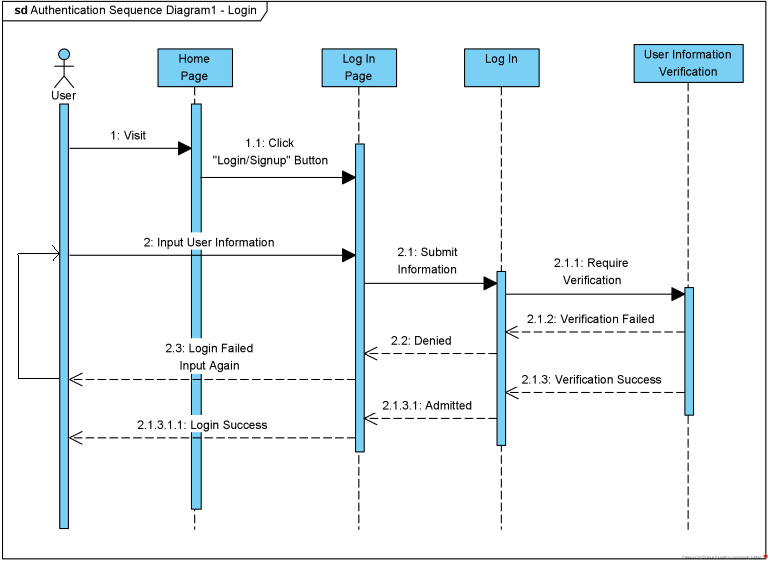 sd Authentication Sequence Diagram1 - Login
User
Home
Page
Log In
Page
Log In
User Information
Verification
1: Visit
1.1: Click
"Login/Signup" Button
2: Input User Information
2.1: Submit
Information
2.1.1: Require
Verification
2.1.2: Verification Failed
2.2: Denied
2.3: Login Failed
Input Again
2.1.3: Verification Success
2.1.3.1: Admitted
2.1.3.1.1: Login Success